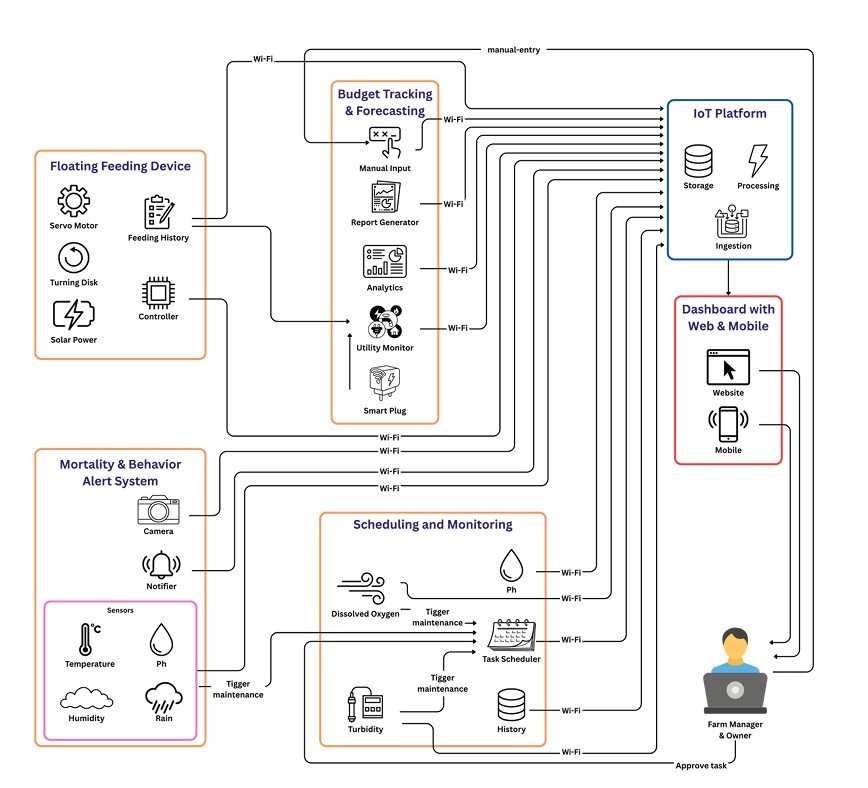 manual-entry
Wi-Fi
Budget Tracking
& Forecasting
Wi-Fi
Manual Input
Report Generator
Wi-Fi
Analytics
Wi-Fi
Utility Monitor
Wi-Fi
Smart Plug
IoT Platform
Storage
Processing
Ingestion
Floating Feeding Device
Servo Motor
Feeding History
Turning Disk
Controller
Solar Power
Dashboard with
Web & Mobile
Website
Mobile
Wi-Fi
Wi-Fi
Wi-Fi
Wi-Fi
Mortality & Behavior
Alert System
Camera
Notifier
Sensors
°C
Temperature
Ph
Humidity
Rain
Tigger
maintenance
Scheduling and Monitoring
Ph
Wi-Fi
Dissolved Oxygen
Wi-Fi
Tigger
maintenance
Task Scheduler
Wi-Fi
Tigger
maintenance
Turbidity
History
Wi-Fi
Wi-Fi
Farm Manager
& Owner
Approve task